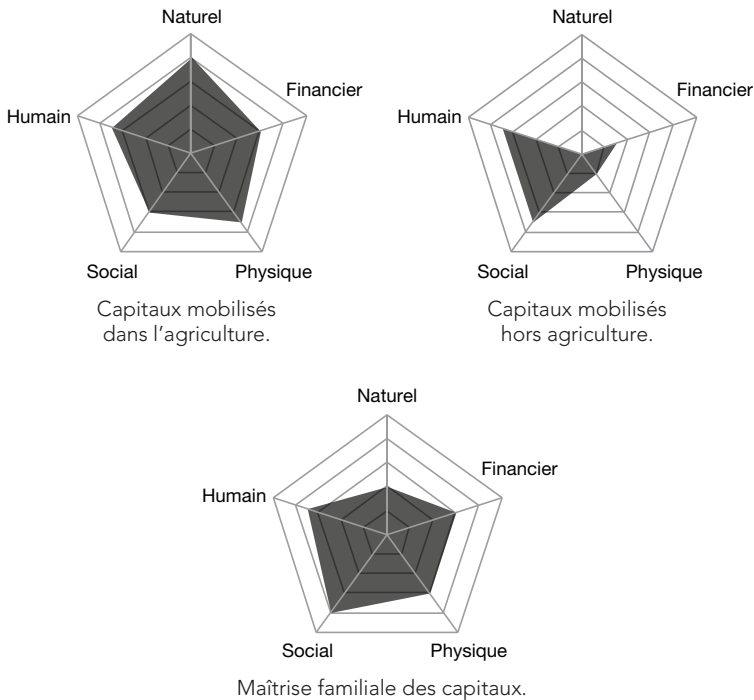 Naturel
Financier
Humain
Social
Physique
Capitaux mobilisés
dans l'agriculture.
Naturel
Financier
Humain
Social
Physique
Capitaux mobilisés
hors agriculture.
Naturel
Financier
Humain
Social
Physique
Maîtrise familiale des capitaux.